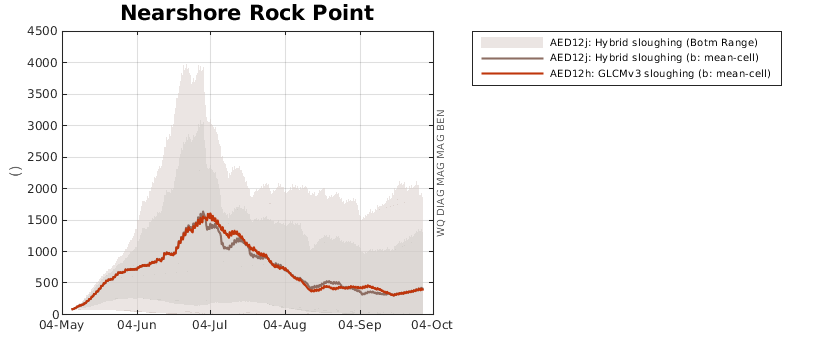 Nearshore Rock Point
4500
4000
3500
3000
2500
2000
1500
1000
500
0
()
04-May
04-Jun
04-Jul
04-Aug
04-Sep
04-Oct
WQ DIAG MAG MAG BEN
AED12j: Hybrid sloughing (Botm Range)
AED12j: Hybrid sloughing (b: mean-cell)
AED12h: GLCMv3 sloughing (b: mean-cell)